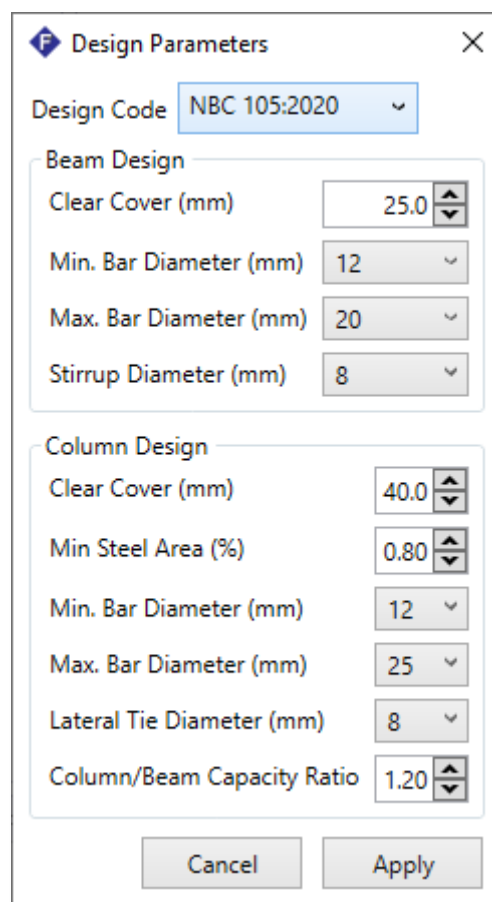 F Design Parameters
Design Code NBC 105:2020
Beam Design
Clear Cover (mm) 25.0
Min. Bar Diameter (mm) 12
Max. Bar Diameter (mm) 20
Stirrup Diameter (mm) 8
Column Design
Clear Cover (mm) 40.0
Min Steel Area (%) 0.80
Min. Bar Diameter (mm) 12
Max. Bar Diameter (mm) 25
Lateral Tie Diameter (mm) 8
Column/Beam Capacity Ratio 1.20
Cancel Apply